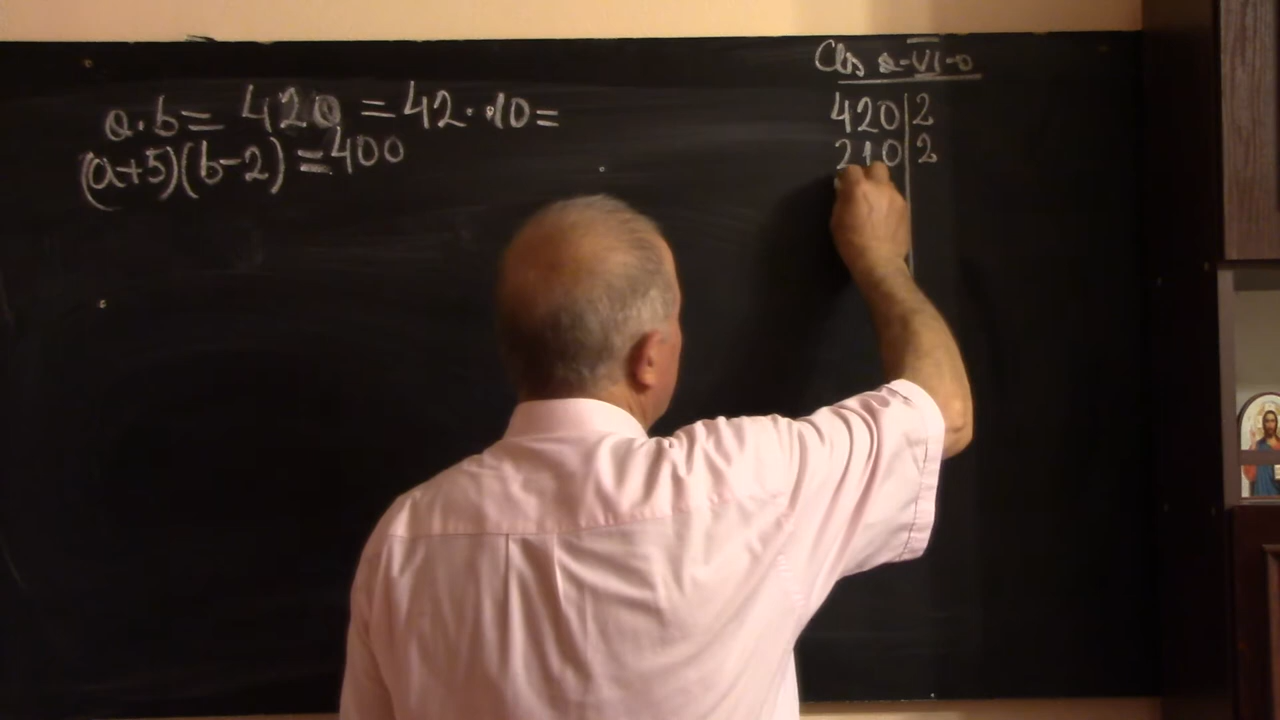 a·b= 420 =42·10=
(a+5)(b-2)=400
Cls a-VI-a
420|2
210|2